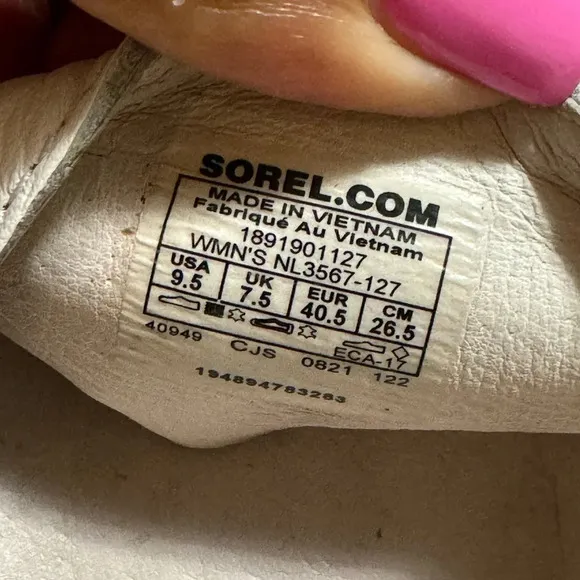 SOREL.COM
MADE IN VIETNAM
Fabriqué Au Vietnam
1891901127
WMN'S NL3567-127
USA UK EUR CM
9.5 7.5 40.5 26.5
ECA-17
40949 CJS 0821 122
194894783283